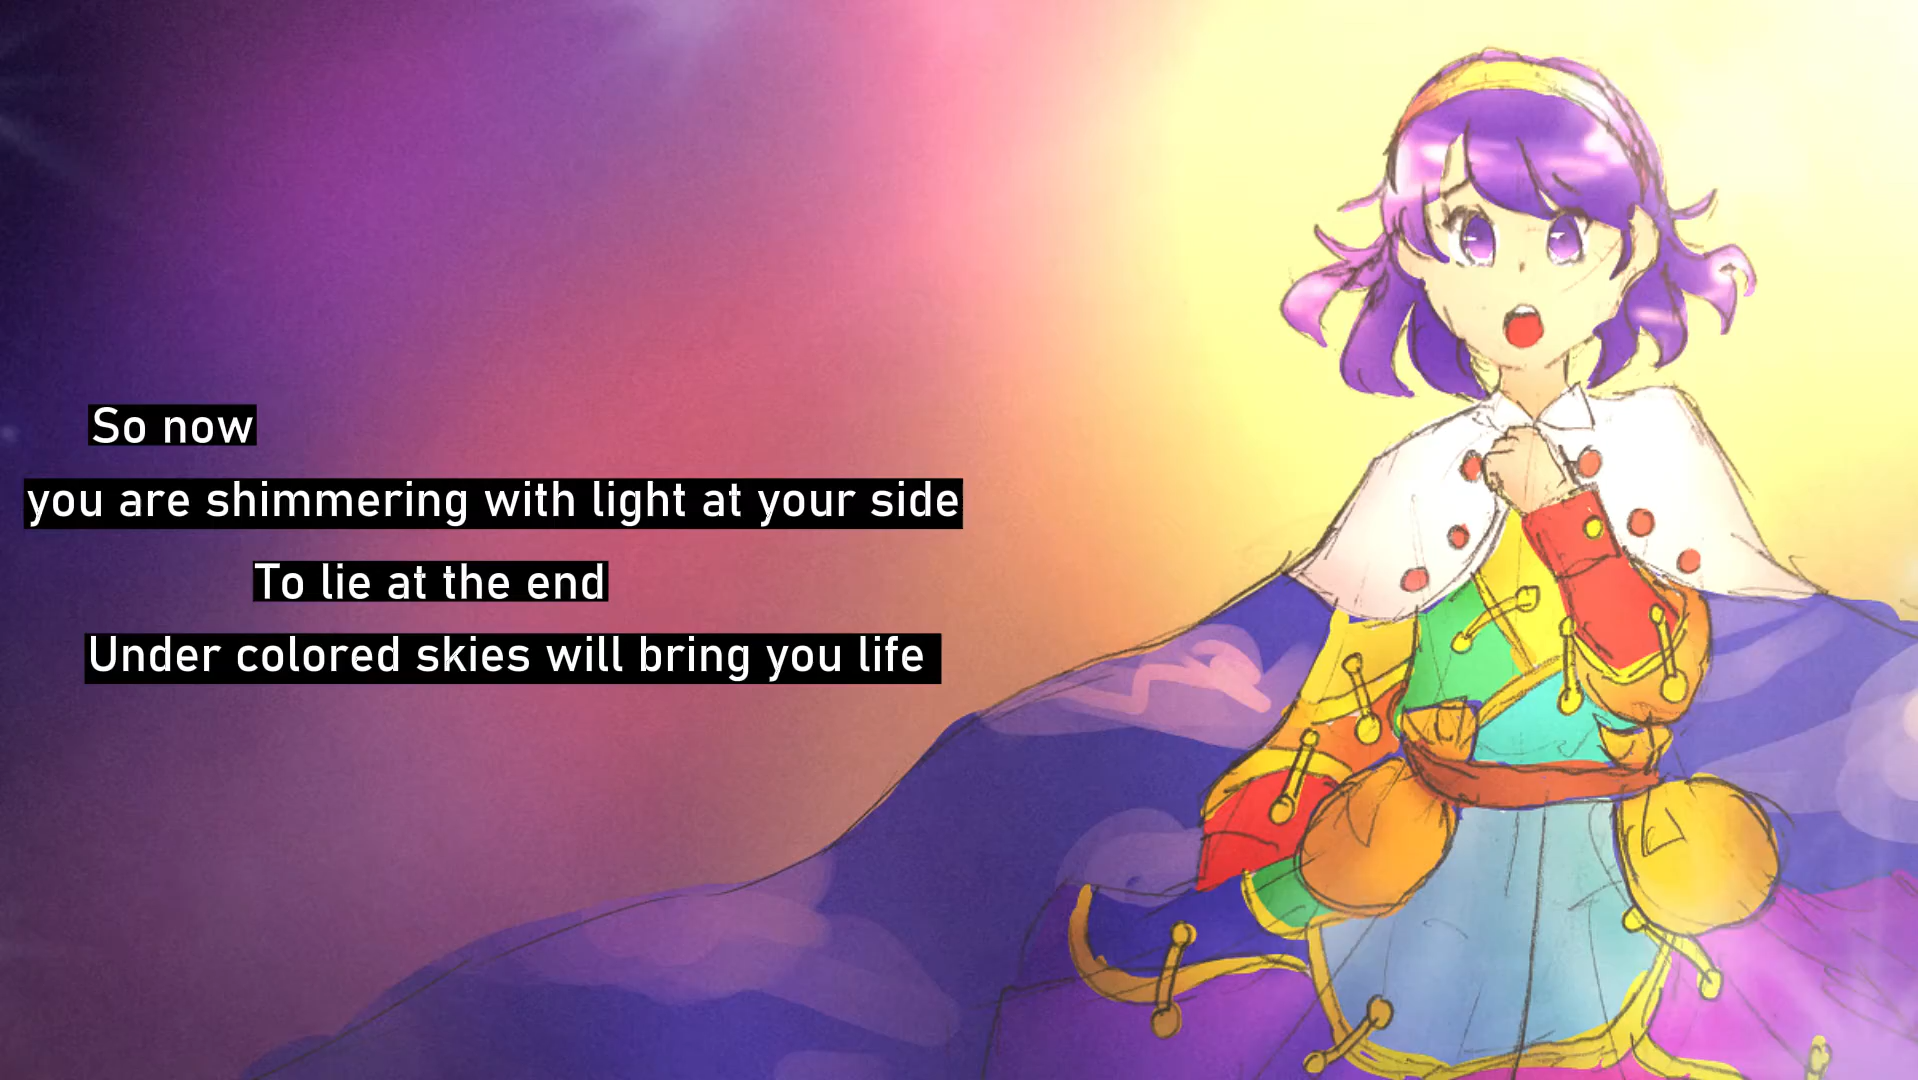 So now
you are shimmering with light at your side
To lie at the end
Under colored skies will bring you life